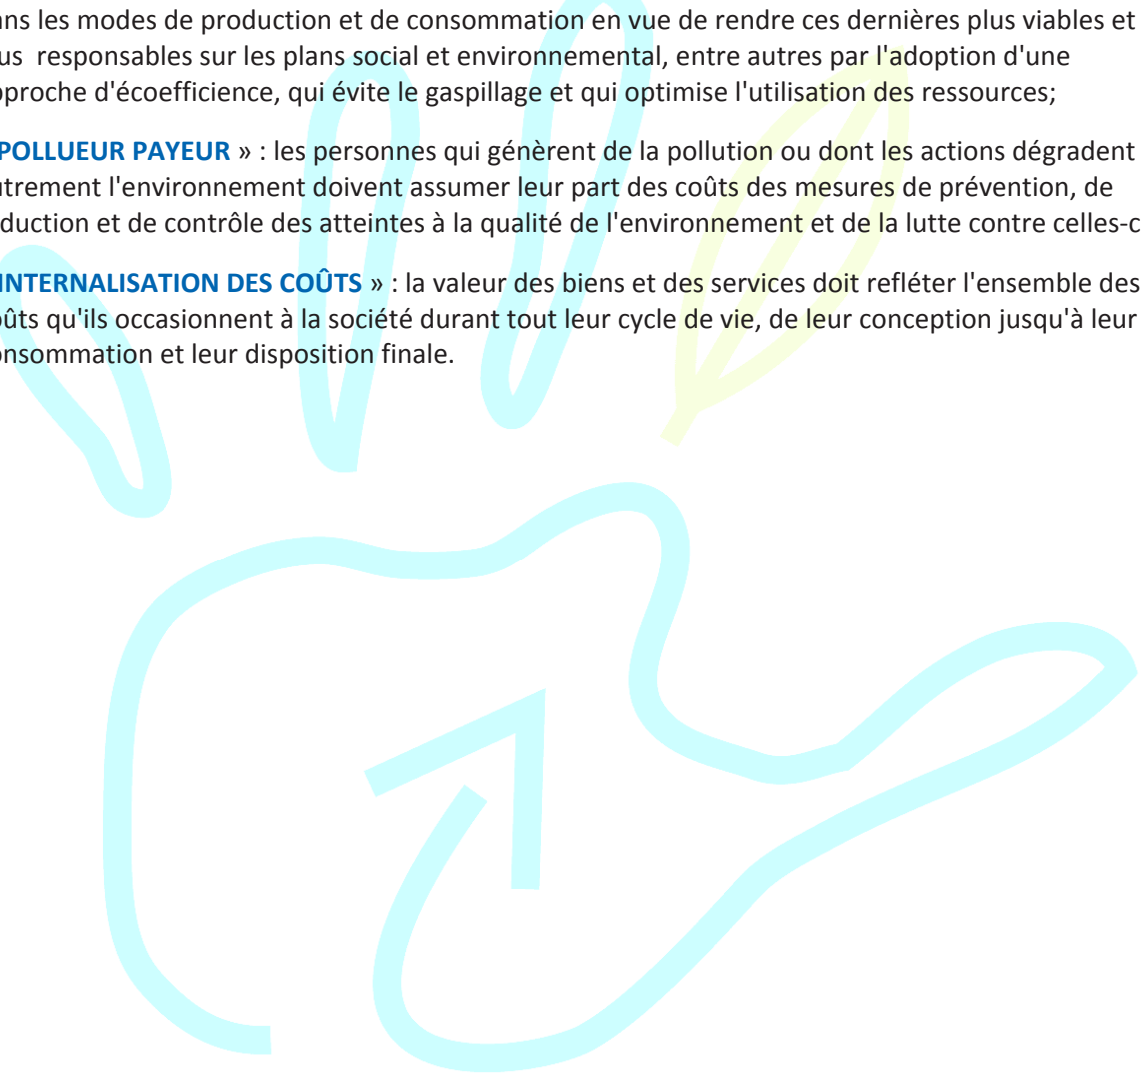 ans les modes de production et de consommation en vue de rendre ces dernières plus viables et
us responsables sur les plans social et environnemental, entre autres par l'adoption d'une
proche d'écoefficience, qui évite le gaspillage et qui optimise l'utilisation des ressources;
POLLUEUR PAYEUR » : les personnes qui génèrent de la pollution ou dont les actions dégradent
utrement l'environnement doivent assumer leur part des coûts des mesures de prévention, de
duction et de contrôle des atteintes à la qualité de l'environnement et de la lutte contre celles-c
INTERNALISATION DES COÛTS » : la valeur des biens et des services doit refléter l'ensemble des
ûts qu'ils occasionnent à la société durant tout leur cycle de vie, de leur conception jusqu'à leur
onsommation et leur disposition finale.